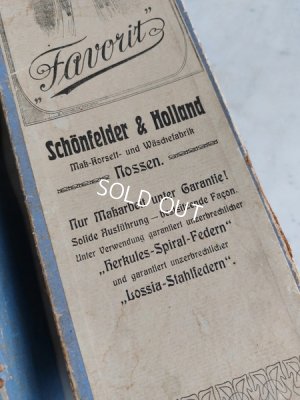 „Favorit"
Schönfelder & Holland
Maß-Korsett- und Wäschefabrik
Nossen.
Nur Maßarbeit unter Garantie!
Solide Ausführung — Façon.
Unter Verwendung garantiert unzerbrechlicher
„Herkules-Spiral-Federn"
und garantiert unzerbrechlicher
„Lossia-Stahlfedern".
SOLD OUT